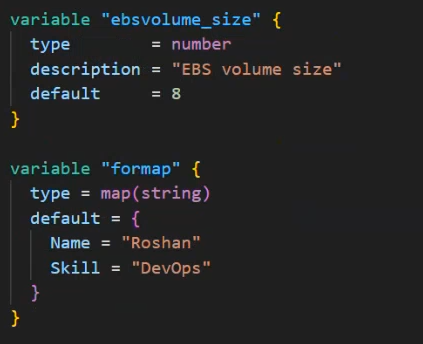 variable "ebsvolume_size" {
  type        = number
  description = "EBS volume size"
  default     = 8
}
variable "formap" {
  type = map(string)
  default = {
    Name = "Roshan"
    Skill = "DevOps"
  }
}